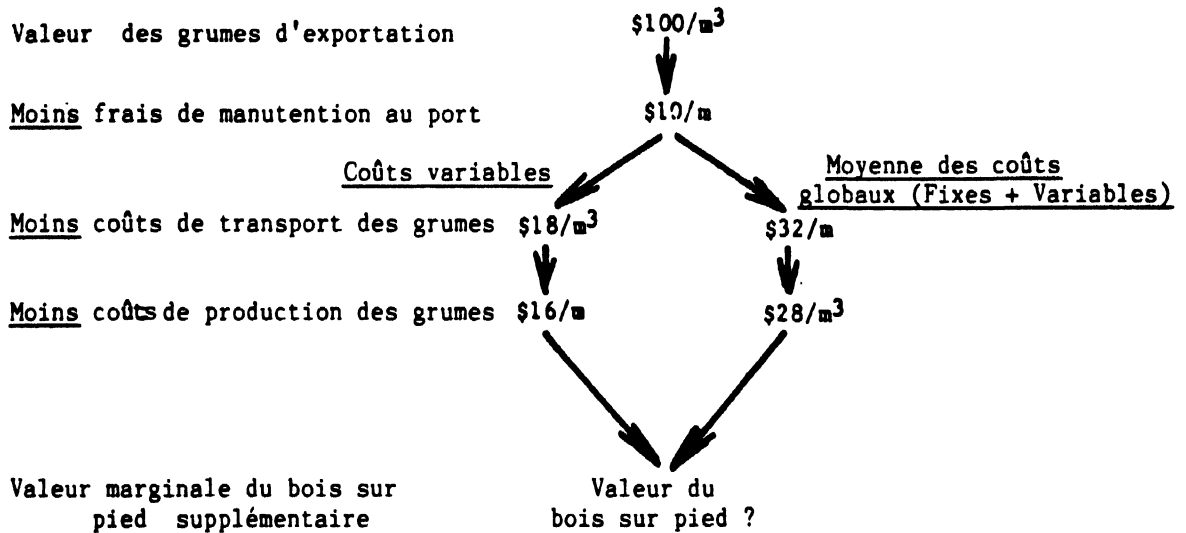 Valeur des grumes d'exportation $100/m³
Moins frais de manutention au port $10/m
Coûts variables
Moyenne des coûts
globaux (Fixes + Variables)
Moins coûts de transport des grumes $18/m³ $32/m
Moins coûts de production des grumes $16/m $28/m³
Valeur marginale du bois sur
pied supplémentaire
Valeur du
bois sur pied ?